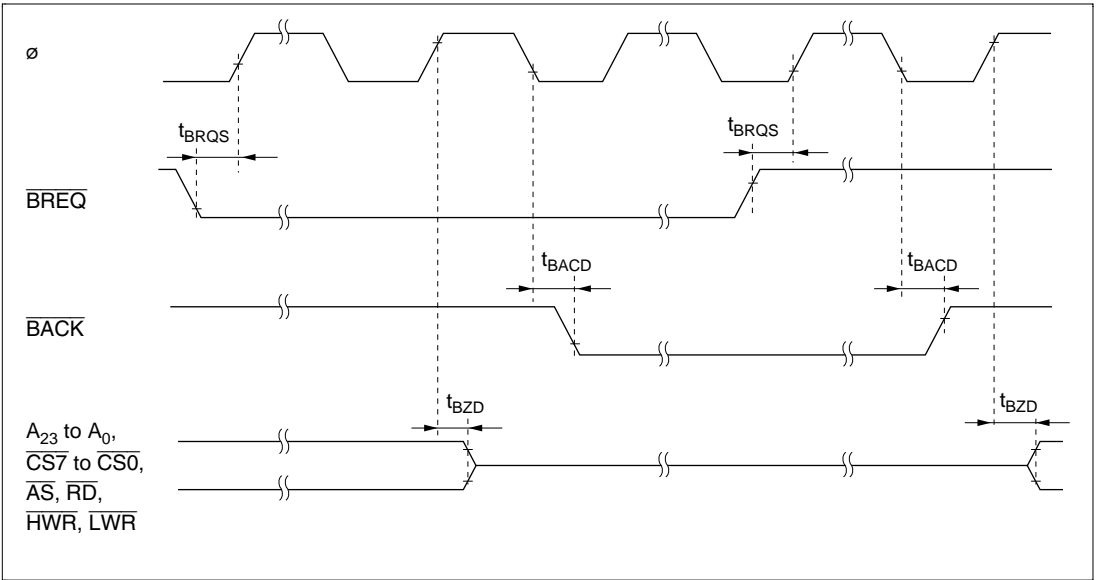 ø
tBRQS
tBRQS
BREQ
tBACD
tBACD
BACK
tBZD
tBZD
A23 to A0,
CS7 to CS0,
AS, RD,
HWR, LWR